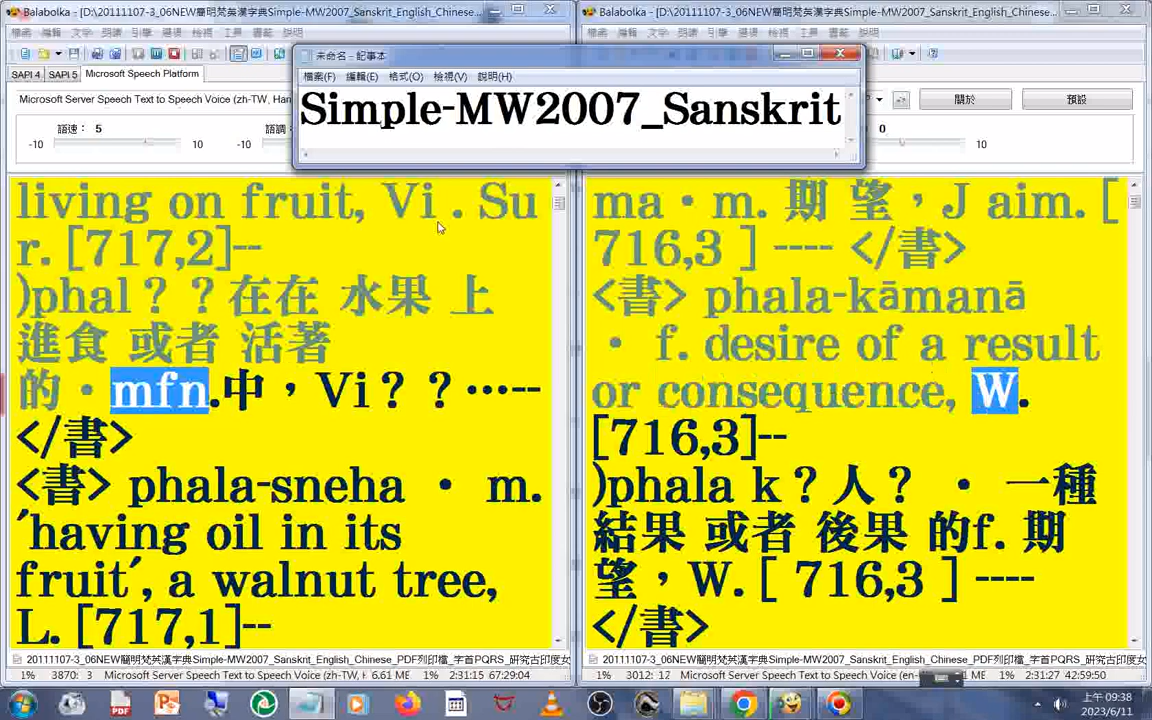 Balabolka - [D:\20111107-3_06NEW簡明梵英漢字典Simple-MW2007_Sanskrit_English_Chinese...
Balabolka - [D:\20111107-3_06NEW簡明梵英漢字典Simple-MW2007_Sanskrit_English_Chinese...
未命名 - 記事本
檔案(F) 編輯(E) 格式(O) 檢視(V) 說明(H)
Simple-MW2007_Sanskrit
SAPI 4 SAPI 5 Microsoft Speech Platform
Microsoft Server Speech Text to Speech Voice (zh-TW, Han
關於 預設
語速： 5
-10 10 -10
語調：
0
10
living on fruit, Vi . Su
r. [717,2]--
)phal？？在在 水果 上
進食 或者 活著
的・mfn.中，Vi？？…--
</書>
<書> phala-sneha ・ m.
'having oil in its
fruit', a walnut tree,
L. [717,1]--
ma・m. 期 望，J aim. [
716,3 ] ---- </書>
<書> phala-kāmanā
・ f. desire of a result
or consequence, W.
[716,3]--
)phala k？人？ ・ 一種
結果 或者 後果 的f. 期
望，W. [ 716,3 ] ----
</書>
20111107-3_06NEW簡明梵英漢字典Simple-MW2007_Sanskrit_English_Chinese_PDF列印檔_字首PQRS_研究古印度女
1% 3870: 3 Modified 6.61 ME 1% 2:31:15 67:29:04 Microsoft Server Speech Text to Speech Voice (zh-
20111107-3_06NEW簡明梵英漢字典Simple-MW2007_Sanskrit_English_Chinese_PDF列印檔_字首PQRS_研究古印度女
1% 3012: 12 Modified 6.61 ME 1% 2:31:27 42:59:50 Microsoft Server Speech Text to Speech Voice (zh-
上午 09:38
2023/6/11